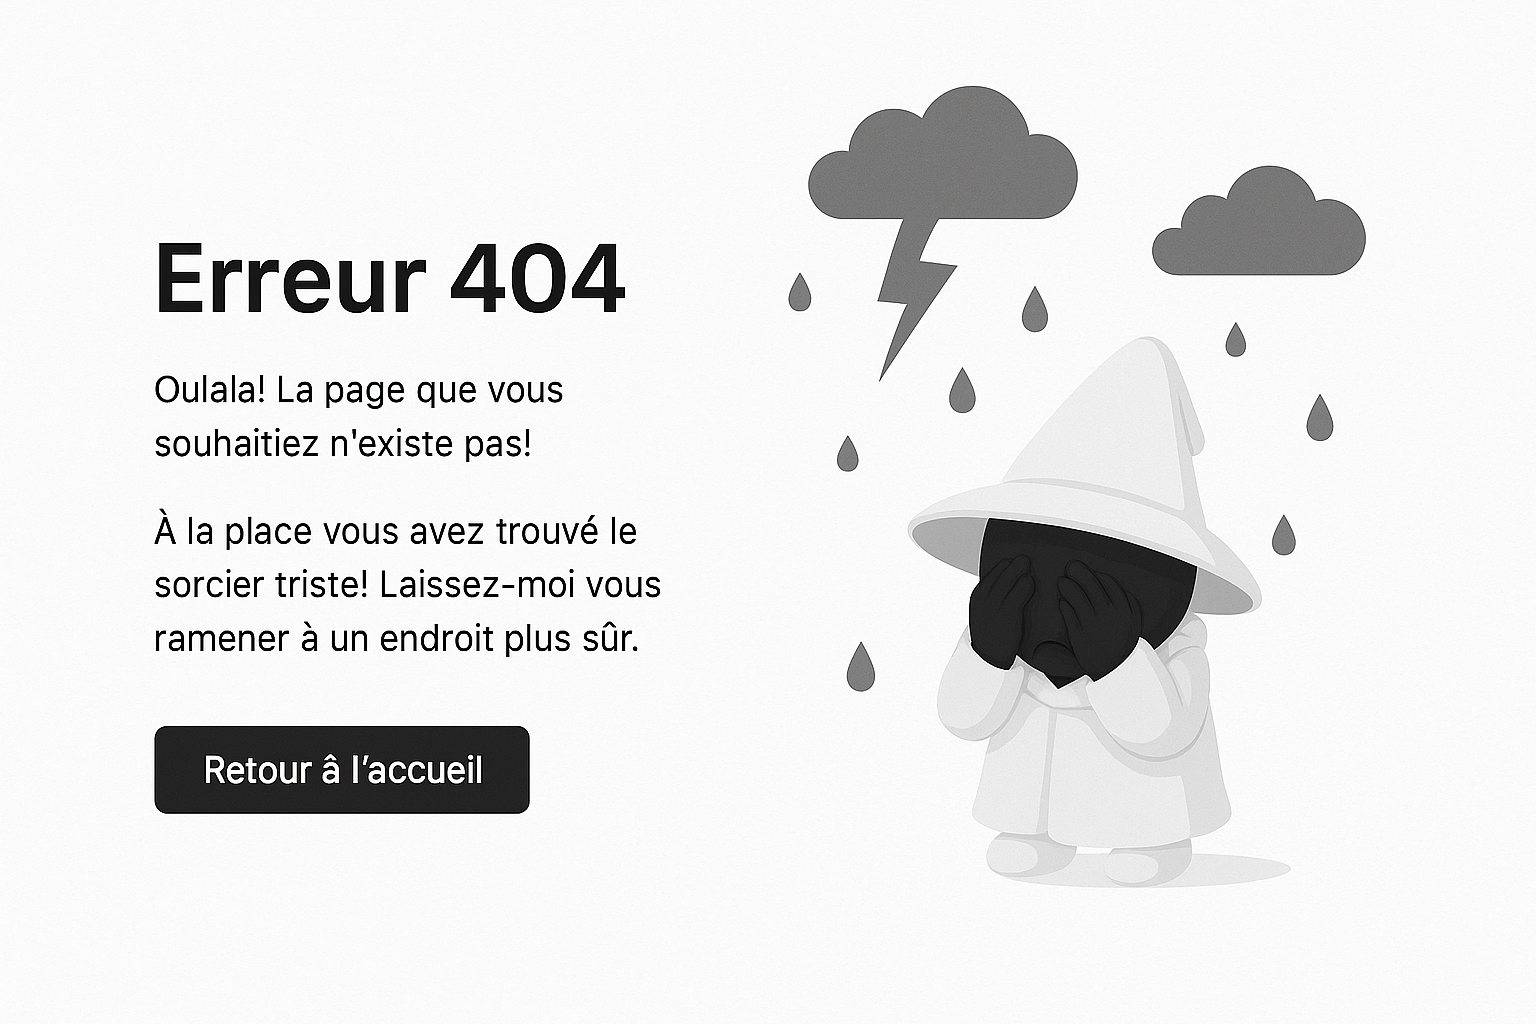 Erreur 404
Oulala! La page que vous
souhaitiez n'existe pas!
À la place vous avez trouvé le
sorcier triste! Laissez-moi vous
ramener à un endroit plus sûr.
Retour â l’accueil